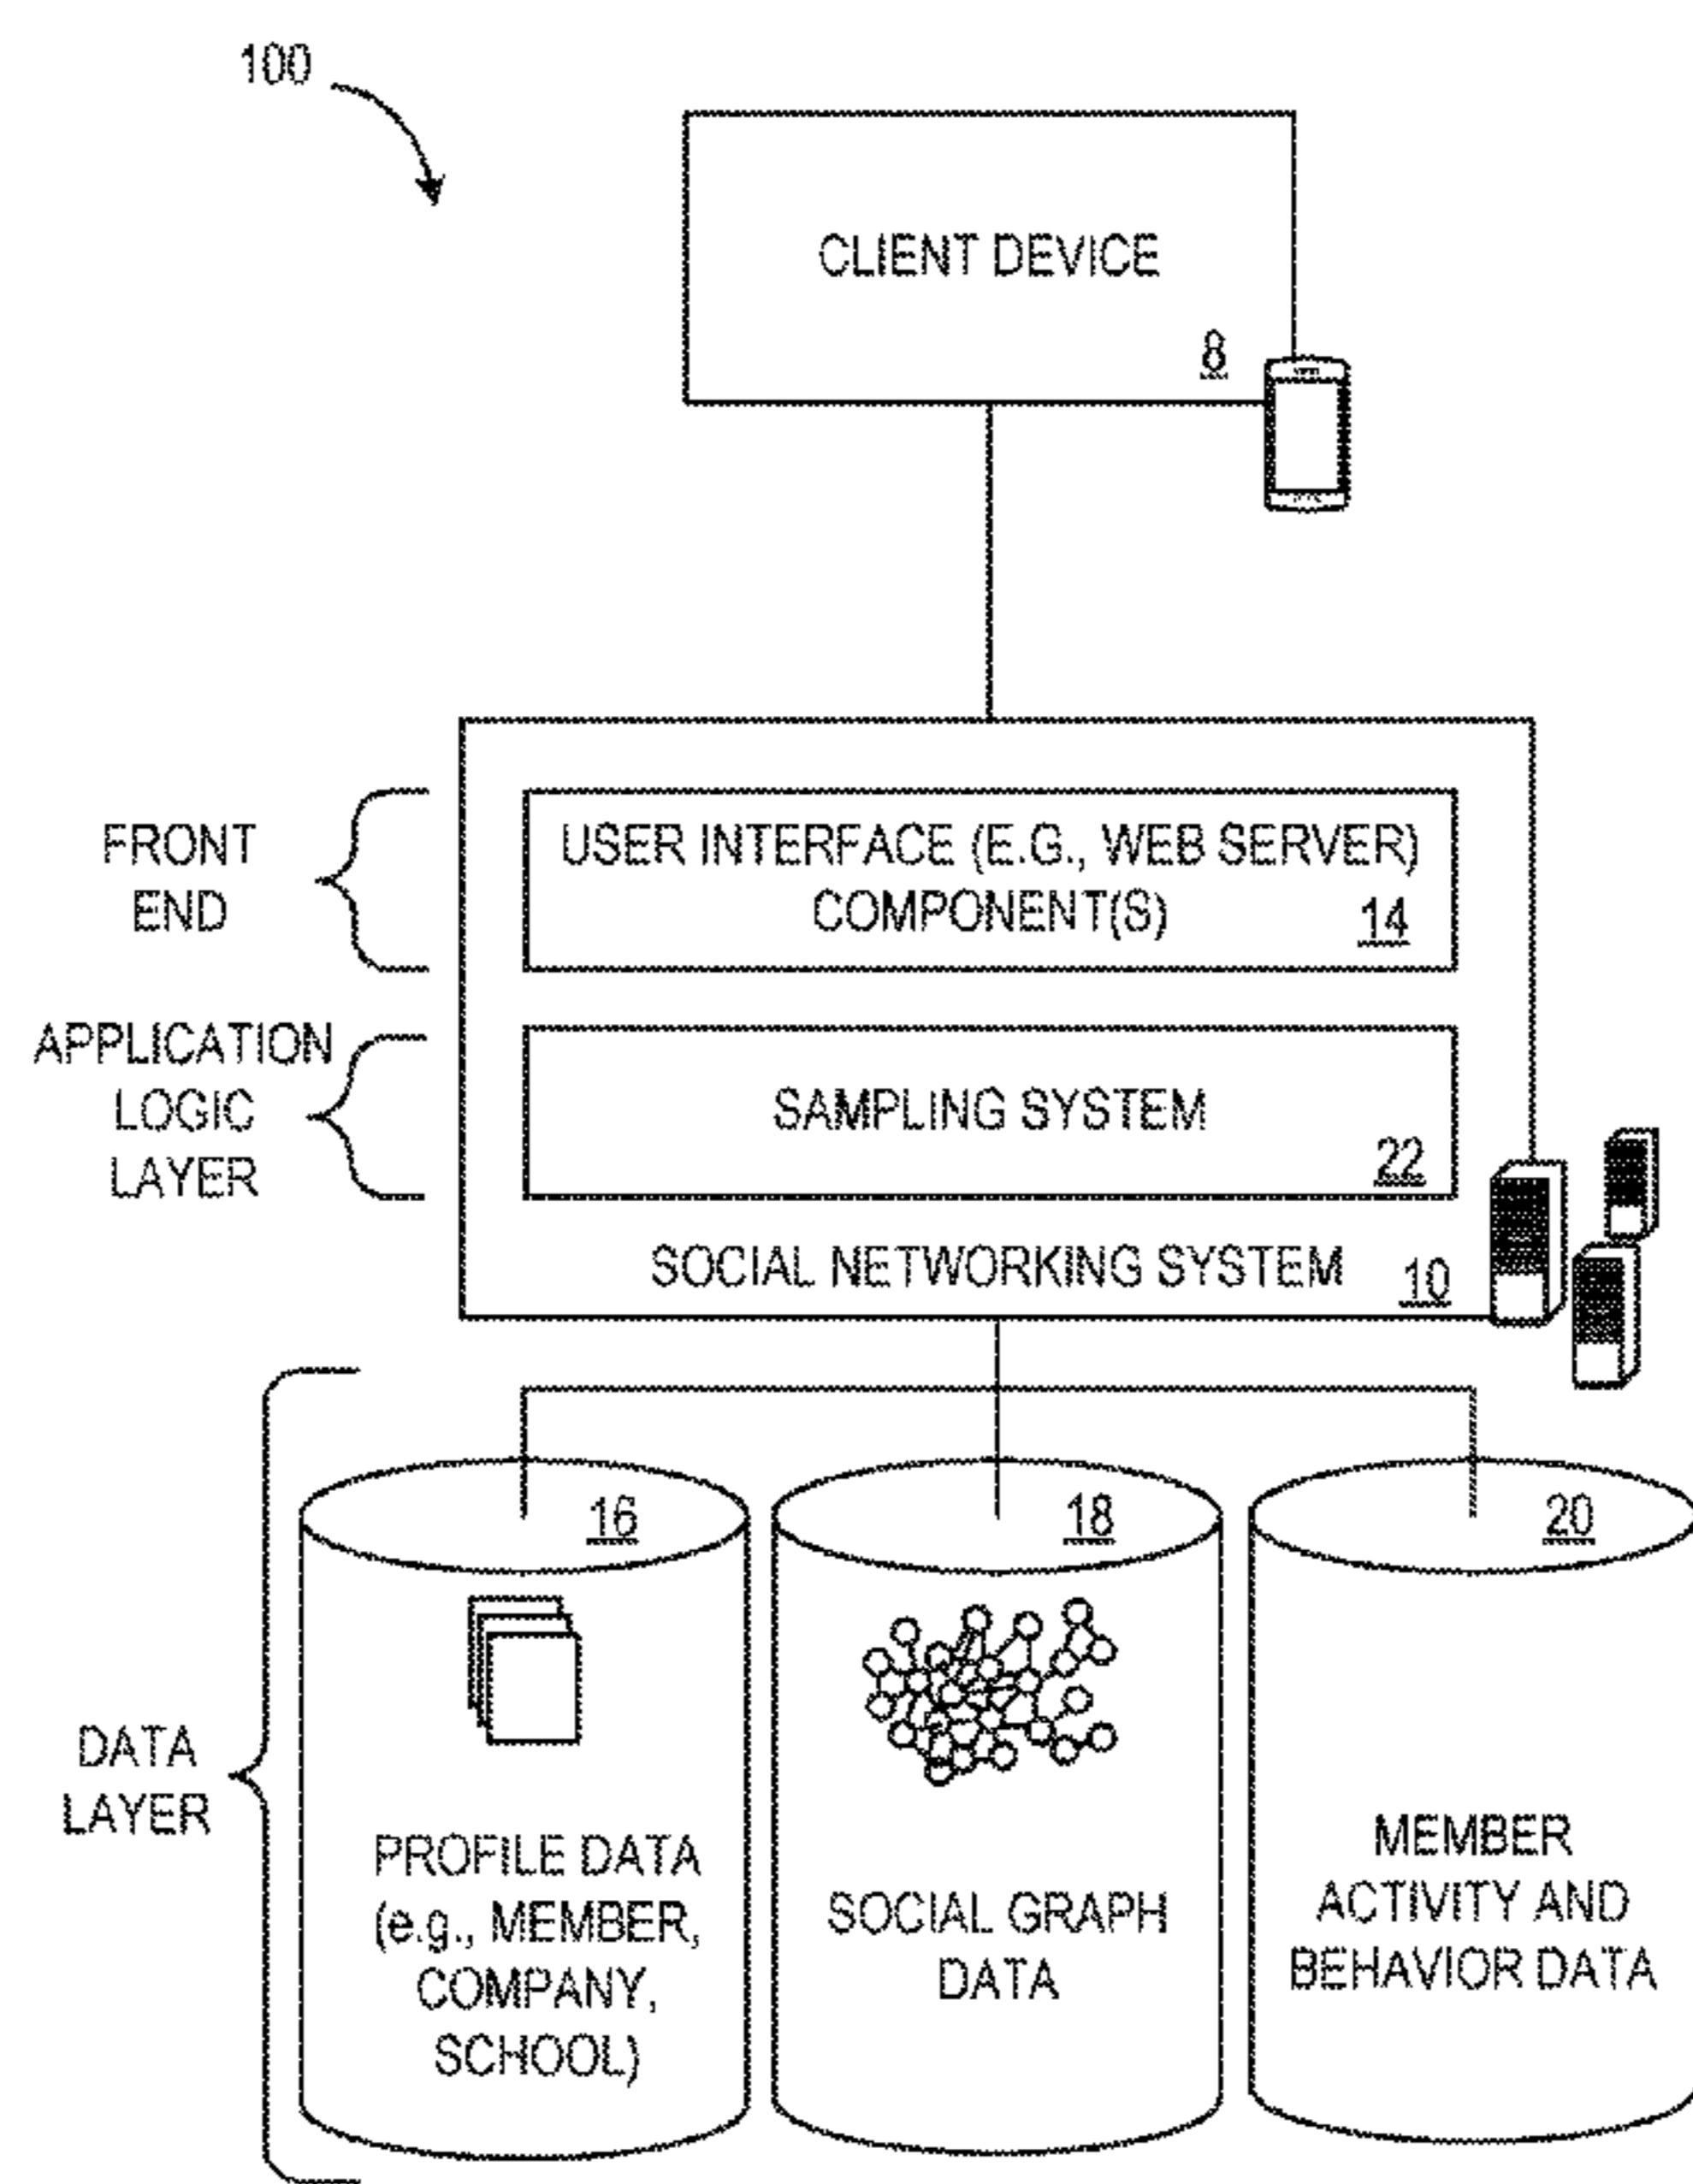 100
CLIENT DEVICE
8
FRONT
END
USER INTERFACE (E.G., WEB SERVER)
COMPONENT(S)
14
APPLICATION
LOGIC
LAYER
SAMPLING SYSTEM
22
SOCIAL NETWORKING SYSTEM
10
DATA
LAYER
16
PROFILE DATA
(e.g., MEMBER,
COMPANY,
SCHOOL)
18
SOCIAL GRAPH
DATA
20
MEMBER
ACTIVITY AND
BEHAVIOR DATA